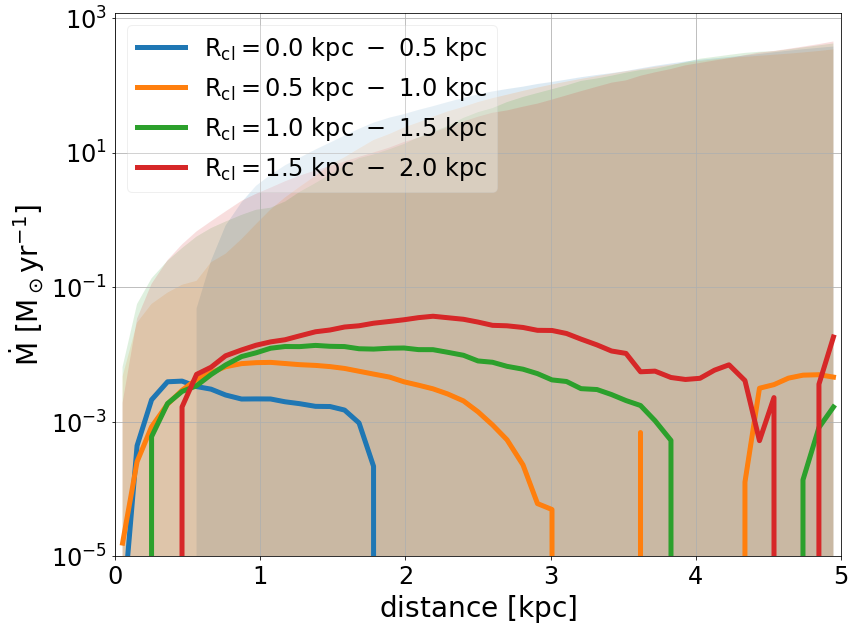 10³
10¹
10⁻¹
10⁻³
10⁻⁵
Ṁ [M⊙yr⁻¹]
R_cl = 0.0 kpc − 0.5 kpc
R_cl = 0.5 kpc − 1.0 kpc
R_cl = 1.0 kpc − 1.5 kpc
R_cl = 1.5 kpc − 2.0 kpc
0 1 2 3 4 5
distance [kpc]